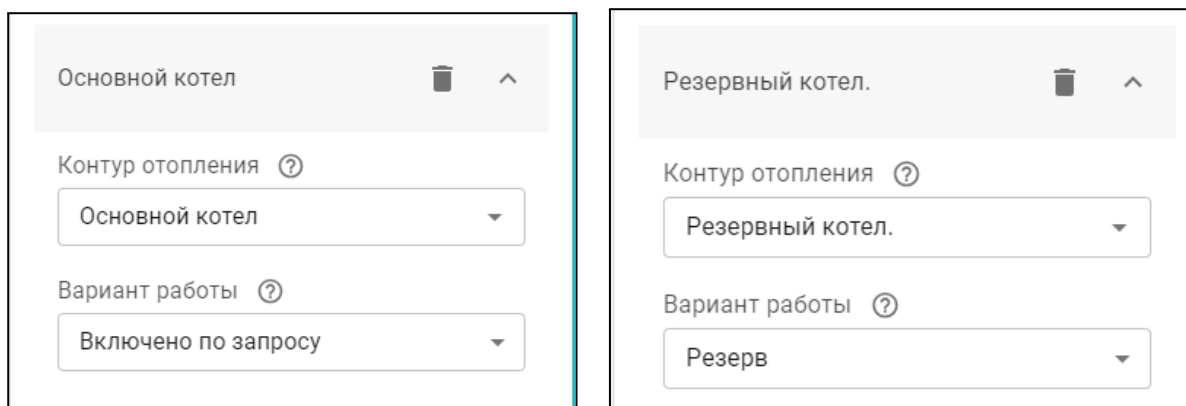 Основной котел
Контур отопления
Основной котел
Вариант работы
Включено по запросу
Резервный котел.
Контур отопления
Резервный котел.
Вариант работы
Резерв